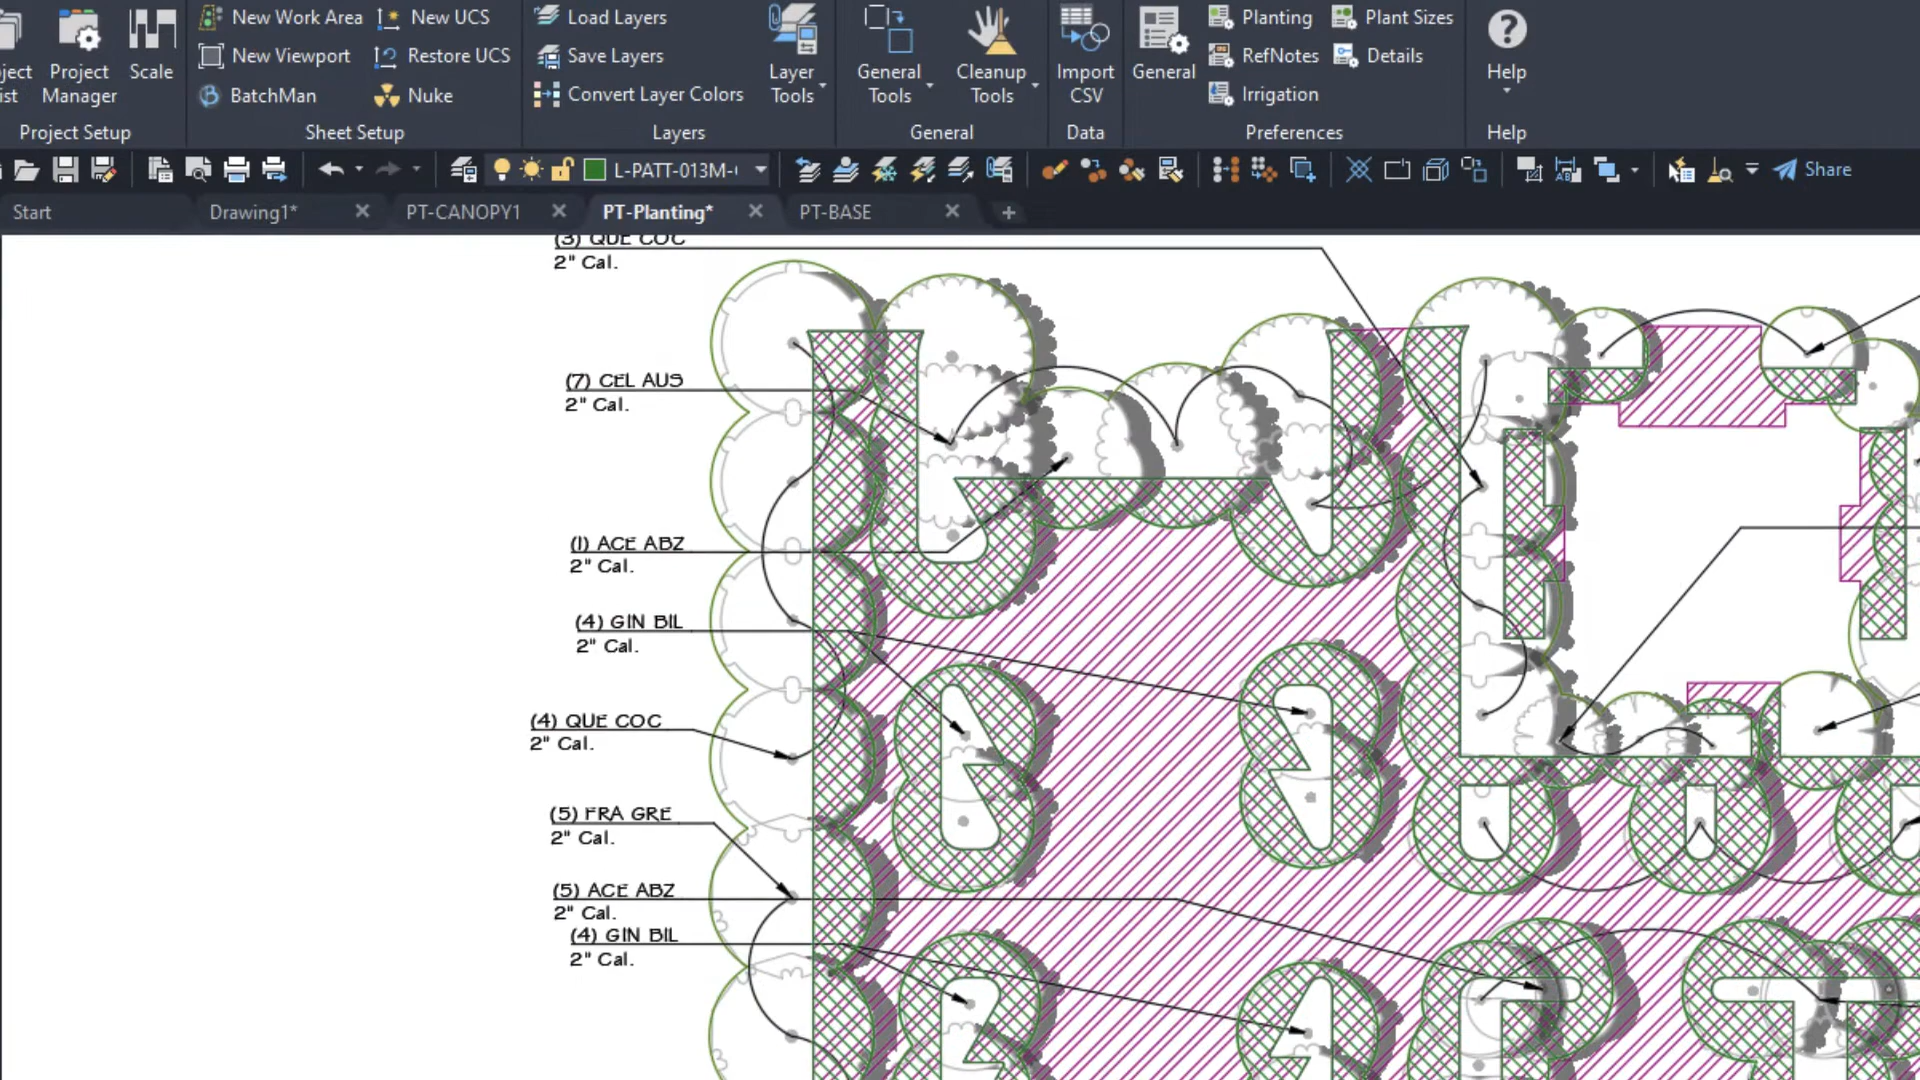 New Work Area
New UCS
Load Layers
Planting
Plant Sizes
New Viewport
Restore UCS
Save Layers
RefNotes
Details
Project Manager
Scale
BatchMan
Nuke
Convert Layer Colors
Layer Tools
General Tools
Cleanup Tools
Import CSV
General
Irrigation
Help
Project Setup
Sheet Setup
Layers
General
Data
Preferences
Help
L-PATT-013M-
Share
Start
Drawing1*
PT-CANOPY1
PT-Planting*
PT-BASE
(3) QUE COC
2" Cal.
(7) CEL AUS
2" Cal.
(1) ACE ABZ
2" Cal.
(4) GIN BIL
2" Cal.
(4) QUE COC
2" Cal.
(5) FRA GRE
2" Cal.
(5) ACE ABZ
2" Cal.
(4) GIN BIL
2" Cal.